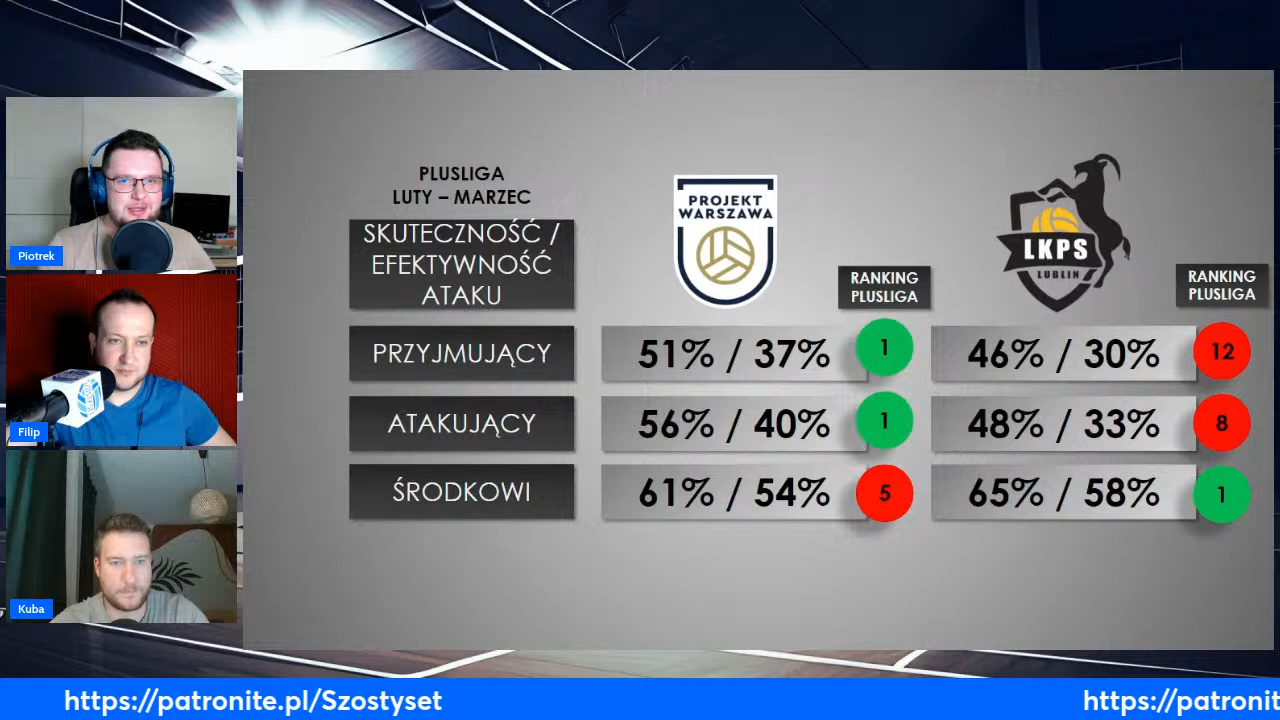 PLUSLIGA
LUTY – MARZEC
SKUTECZNOŚĆ /
EFEKTYWNOŚĆ
ATAKU
PROJEKT
WARSZAWA
RANKING
PLUSLIGA
LKPS
LUBLIN
RANKING
PLUSLIGA
PRZYJMUJĄCY
51% / 37%
1
46% / 30%
12
ATAKUJĄCY
56% / 40%
1
48% / 33%
8
ŚRODKOWI
61% / 54%
5
65% / 58%
1
Piotrek
Filip
Kuba
https://patronite.pl/Szostyset
https://patronit